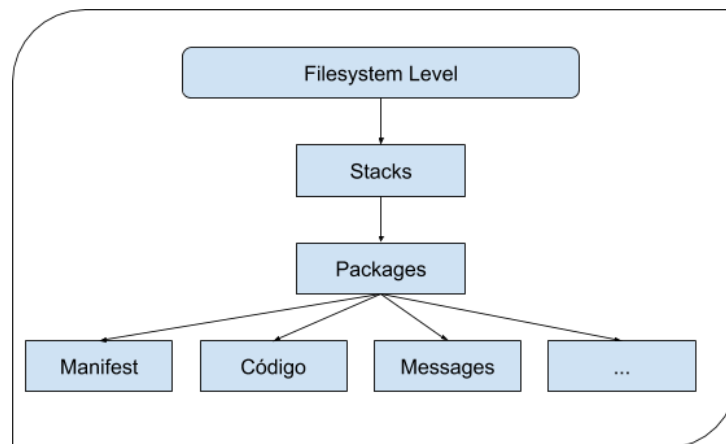 Filesystem Level
Stacks
Packages
Manifest
Código
Messages
...